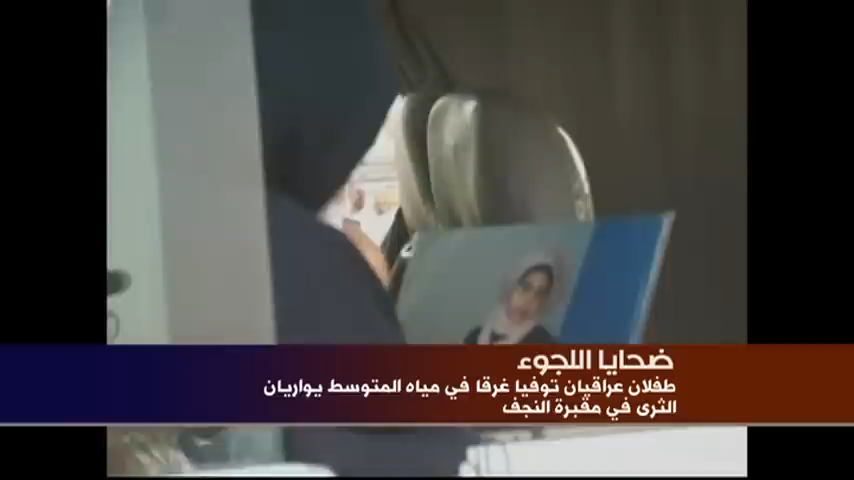 ضحايا اللجوء
طفلان عراقيان توفيا غرقا في مياه المتوسط يواريان
الثرى في مقبرة النجف